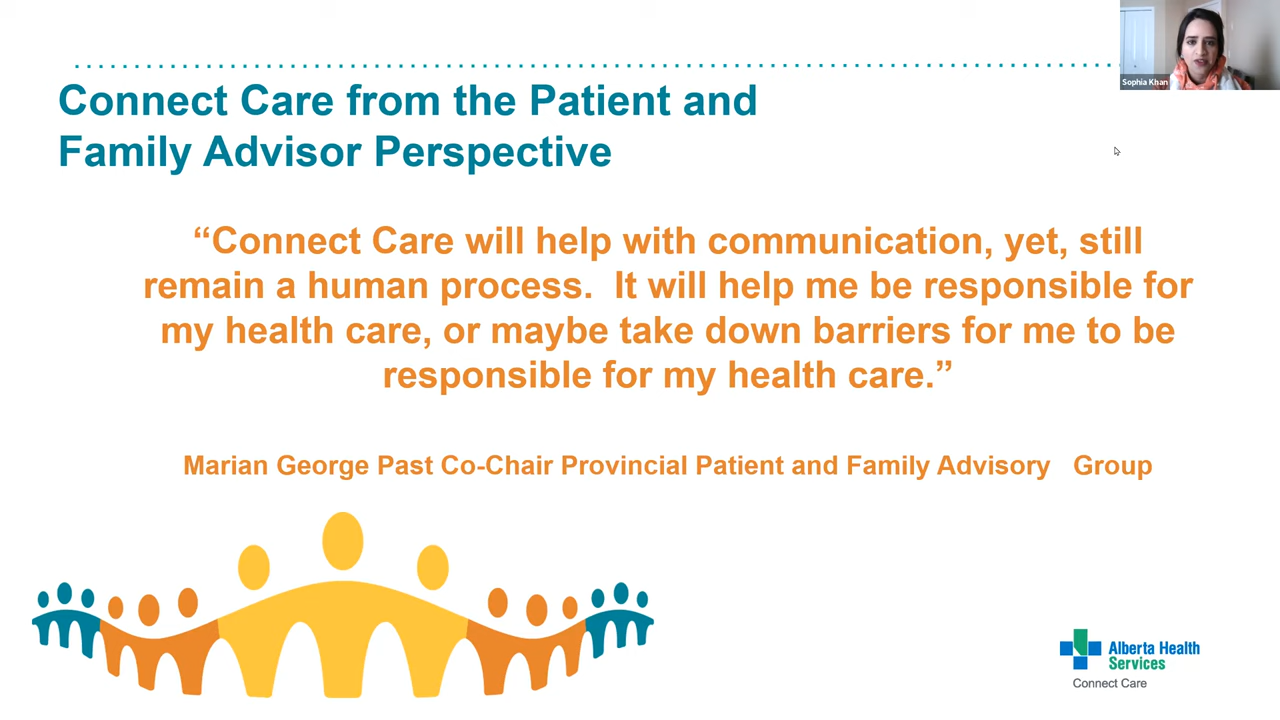 Sophia Khan
Connect Care from the Patient and
Family Advisor Perspective
“Connect Care will help with communication, yet, still
remain a human process.  It will help me be responsible for
my health care, or maybe take down barriers for me to be
responsible for my health care.”
Marian George Past Co-Chair Provincial Patient and Family Advisory   Group
Alberta Health
Services
Connect Care